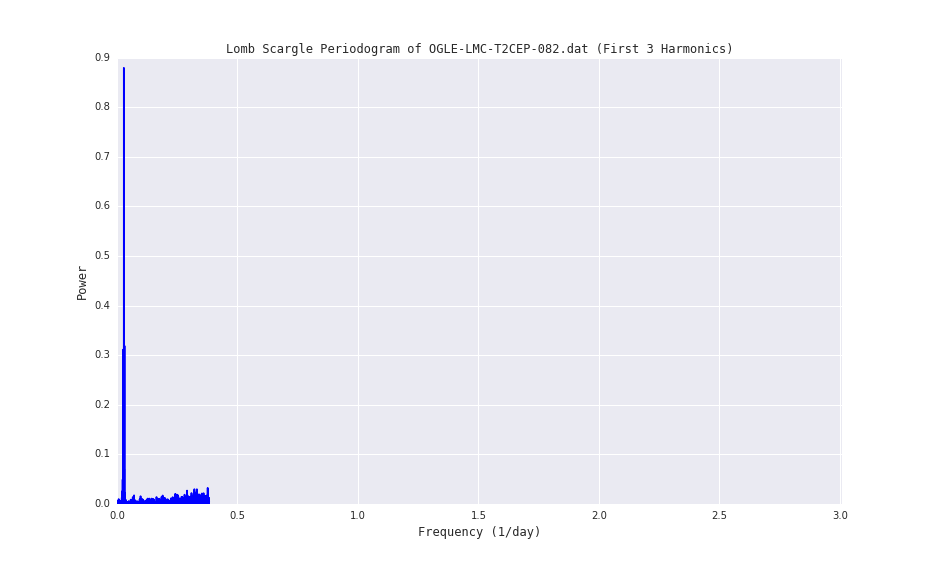 Lomb Scargle Periodogram of OGLE-LMC-T2CEP-082.dat (First 3 Harmonics)
0.9
0.8
0.7
0.6
0.5
0.4
0.3
0.2
0.1
0.0
Power
0.0 0.5 1.0 1.5 2.0 2.5 3.0
Frequency (1/day)